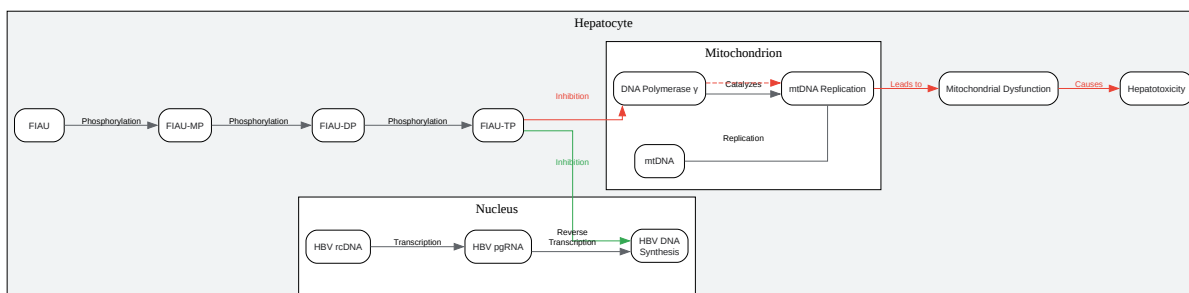 Hepatocyte
Mitochondrion
DNA Polymerase γ
Catalyzes
mtDNA Replication
Leads to
Mitochondrial Dysfunction
Causes
Hepatotoxicity
Inhibition
FIAU
Phosphorylation
FIAU-MP
Phosphorylation
FIAU-DP
Phosphorylation
FIAU-TP
Replication
mtDNA
Inhibition
Nucleus
HBV rcDNA
Transcription
HBV pgRNA
Reverse
Transcription
HBV DNA
Synthesis